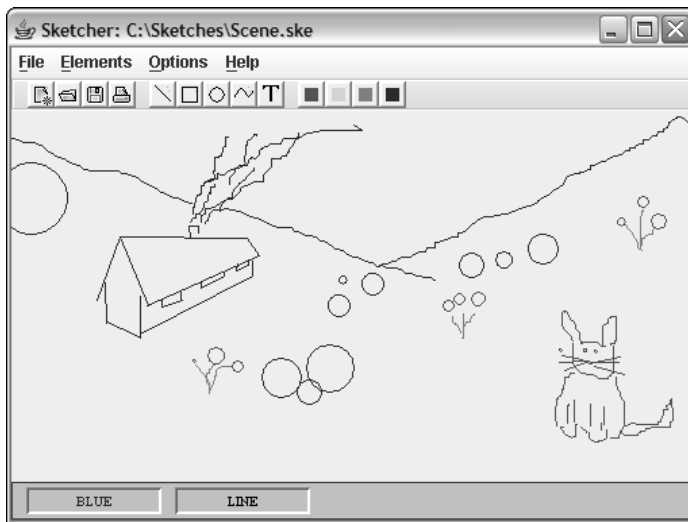 Sketcher: C:\Sketches\Scene.ske
File Elements Options Help
T
BLUE LINE